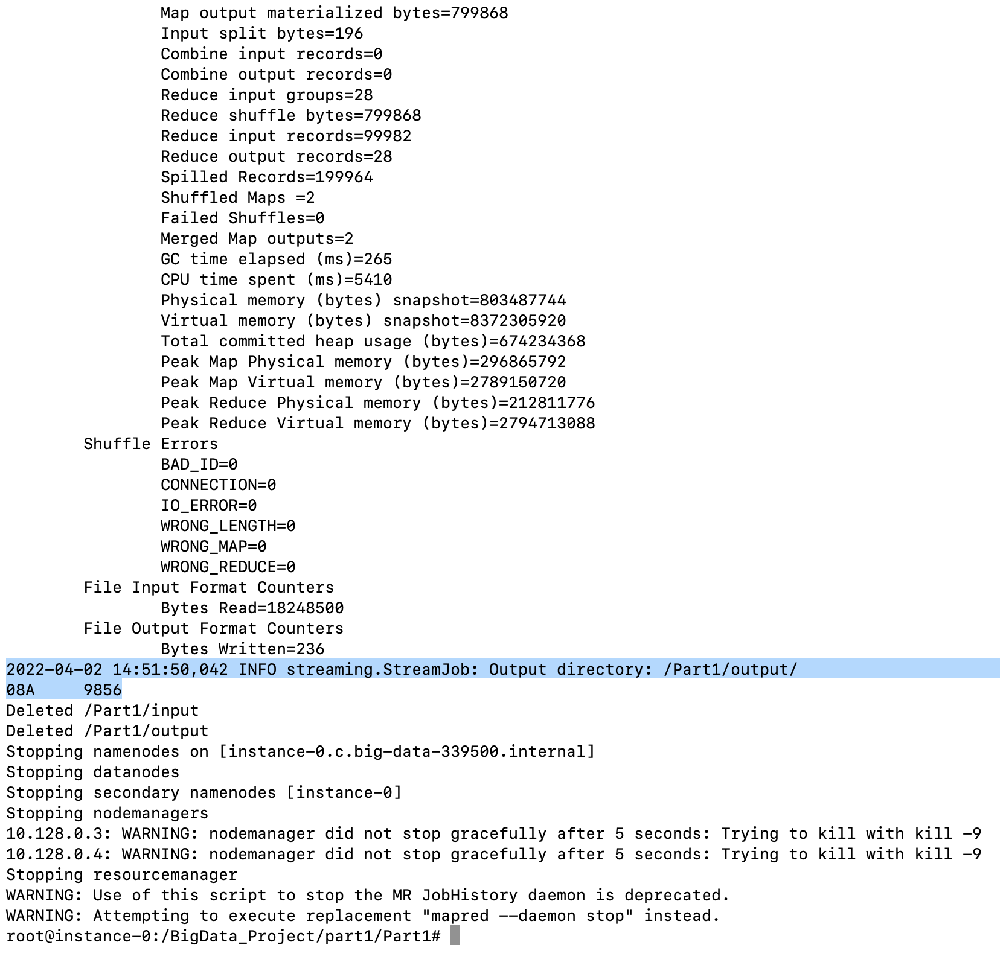 Map output materialized bytes=799868
Input split bytes=196
Combine input records=0
Combine output records=0
Reduce input groups=28
Reduce shuffle bytes=799868
Reduce input records=99982
Reduce output records=28
Spilled Records=199964
Shuffled Maps =2
Failed Shuffles=0
Merged Map outputs=2
GC time elapsed (ms)=265
CPU time spent (ms)=5410
Physical memory (bytes) snapshot=803487744
Virtual memory (bytes) snapshot=8372305920
Total committed heap usage (bytes)=674234368
Peak Map Physical memory (bytes)=296865792
Peak Map Virtual memory (bytes)=2789150720
Peak Reduce Physical memory (bytes)=212811776
Peak Reduce Virtual memory (bytes)=2794713088
Shuffle Errors
BAD_ID=0
CONNECTION=0
IO_ERROR=0
WRONG_LENGTH=0
WRONG_MAP=0
WRONG_REDUCE=0
File Input Format Counters
Bytes Read=18248500
File Output Format Counters
Bytes Written=236
2022-04-02 14:51:50,042 INFO streaming.StreamJob: Output directory: /Part1/output/
08A     9856
Deleted /Part1/input
Deleted /Part1/output
Stopping namenodes on [instance-0.c.big-data-339500.internal]
Stopping datanodes
Stopping secondary namenodes [instance-0]
Stopping nodemanagers
10.128.0.3: WARNING: nodemanager did not stop gracefully after 5 seconds: Trying to kill with kill -9
10.128.0.4: WARNING: nodemanager did not stop gracefully after 5 seconds: Trying to kill with kill -9
Stopping resourcemanager
WARNING: Use of this script to stop the MR JobHistory daemon is deprecated.
WARNING: Attempting to execute replacement "mapred --daemon stop" instead.
root@instance-0:/BigData_Project/part1/Part1#